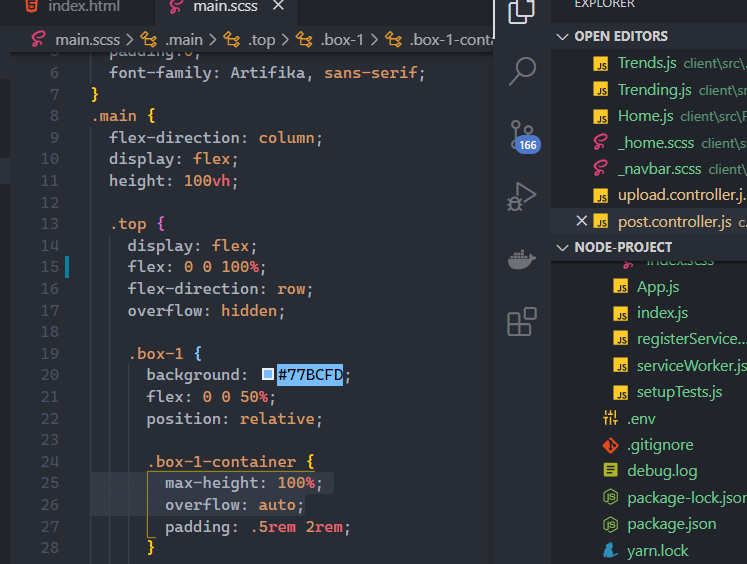 index.html
main.scss
main.scss > .main > .top > .box-1 > .box-1-conta
6 font-family: Artifika, sans-serif;
7 }
8 .main {
9 flex-direction: column;
10 display: flex;
11 height: 100vh;
12
13 .top {
14 display: flex;
15 flex: 0 0 100%;
16 flex-direction: row;
17 overflow: hidden;
18
19 .box-1 {
20 background: #77BCFD;
21 flex: 0 0 50%;
22 position: relative;
23
24 .box-1-container {
25 max-height: 100%;
26 overflow: auto;
27 padding: .5rem 2rem;
28 }
166
EXPLORER
OPEN EDITORS
Trends.js client\src\.
Trending.js client\src
Home.js client\src\F
_home.scss client\s
_navbar.scss client\
upload.controller.j.
post.controller.js c.
NODE-PROJECT
index.scss
App.js
index.js
registerService...
serviceWorker.js
setupTests.js
.env
.gitignore
debug.log
package-lock.json
package.json
yarn.lock